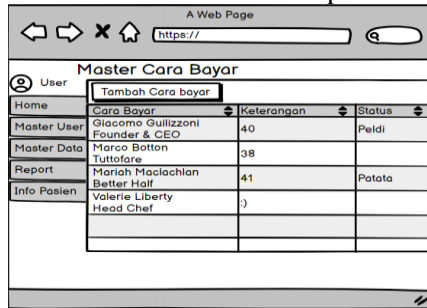 A Web Page
https://
Master Cara Bayar
User
Tambah Cara bayar
Home
Master User
Master Data
Report
Info Pasien
Cara Bayar Keterangan Status
Giacomo Guilizzoni
Founder & CEO
40
Peldi
Marco Botton
Tuttofare
38
Mariah Maclachlan
Better Half
41
Patata
Valerie Liberty
Head Chef
:)